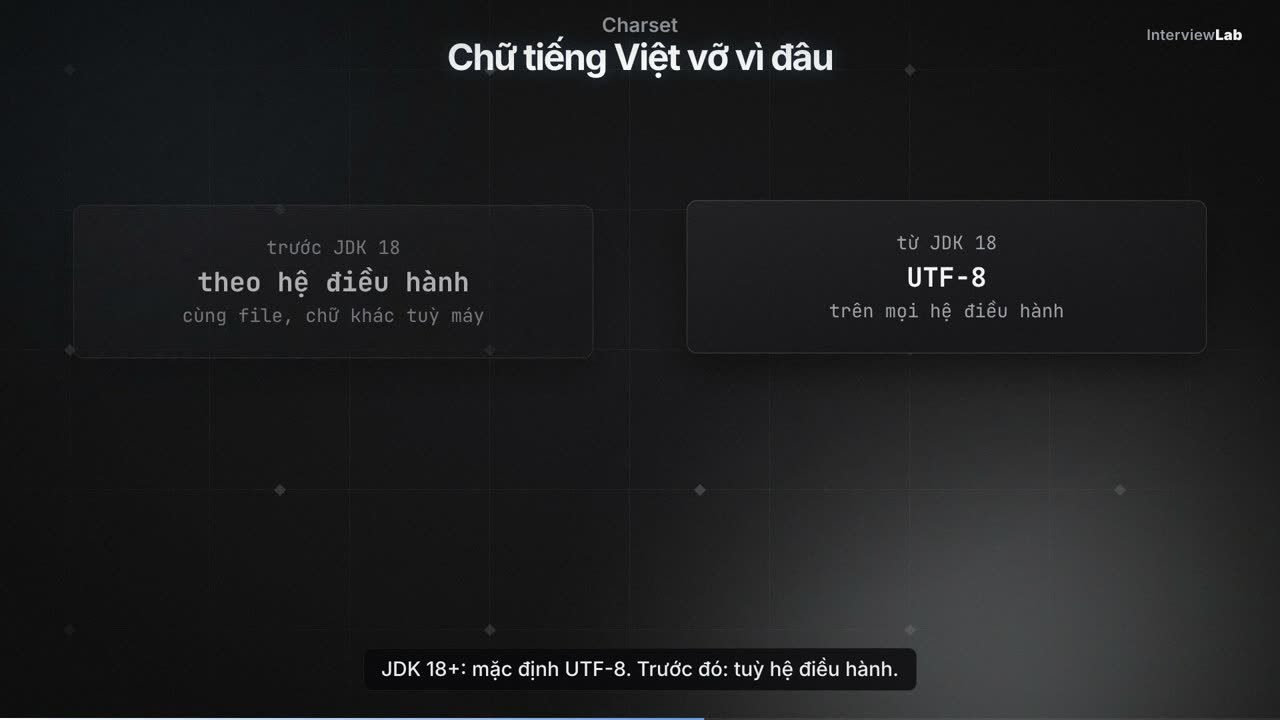 Charset
Chữ tiếng Việt vỡ vì đâu
InterviewLab
trước JDK 18
theo hệ điều hành
cùng file, chữ khác tuỳ máy
từ JDK 18
UTF-8
trên mọi hệ điều hành
JDK 18+: mặc định UTF-8. Trước đó: tuỳ hệ điều hành.